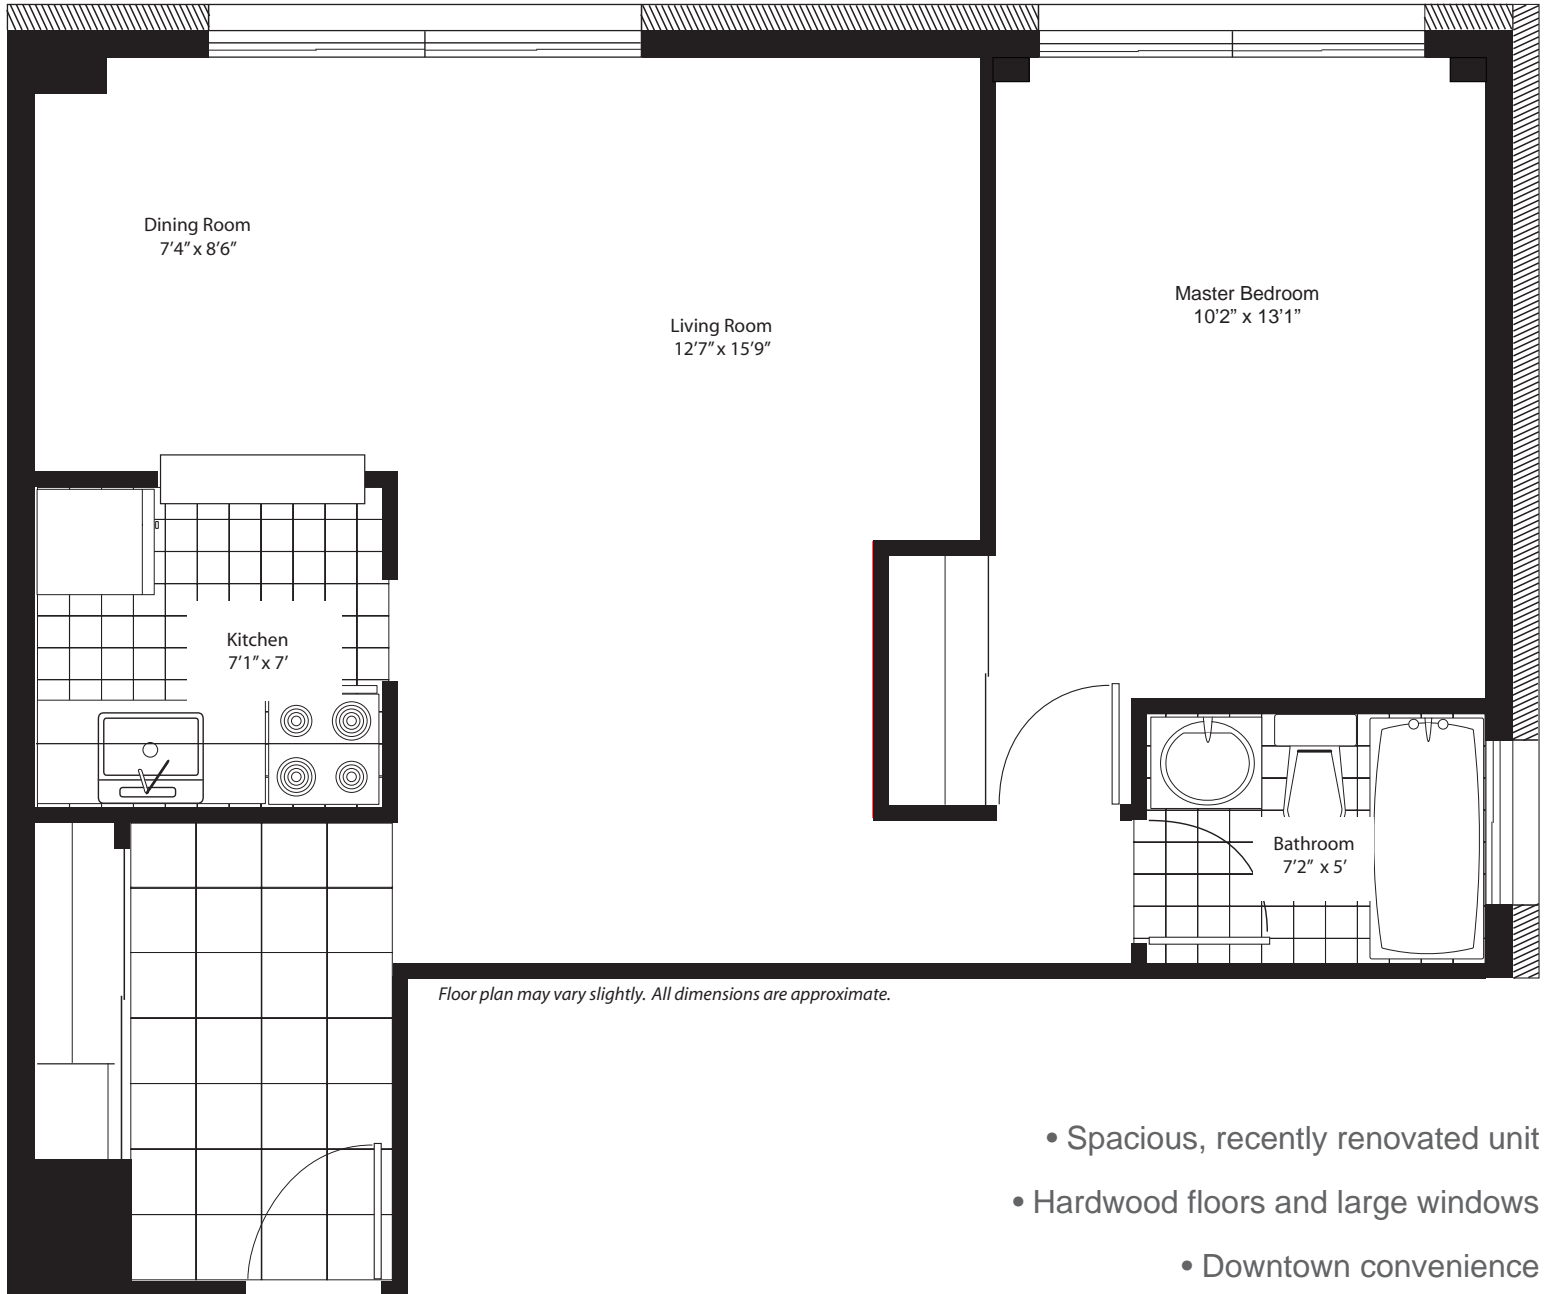 Dining Room
7'4" x 8'6"
Living Room
12'7" x 15'9"
Master Bedroom
10'2" x 13'1"
Kitchen
7'1" x 7'
Bathroom
7'2" x 5'
Floor plan may vary slightly. All dimensions are approximate.
• Spacious, recently renovated unit
• Hardwood floors and large windows
• Downtown convenience